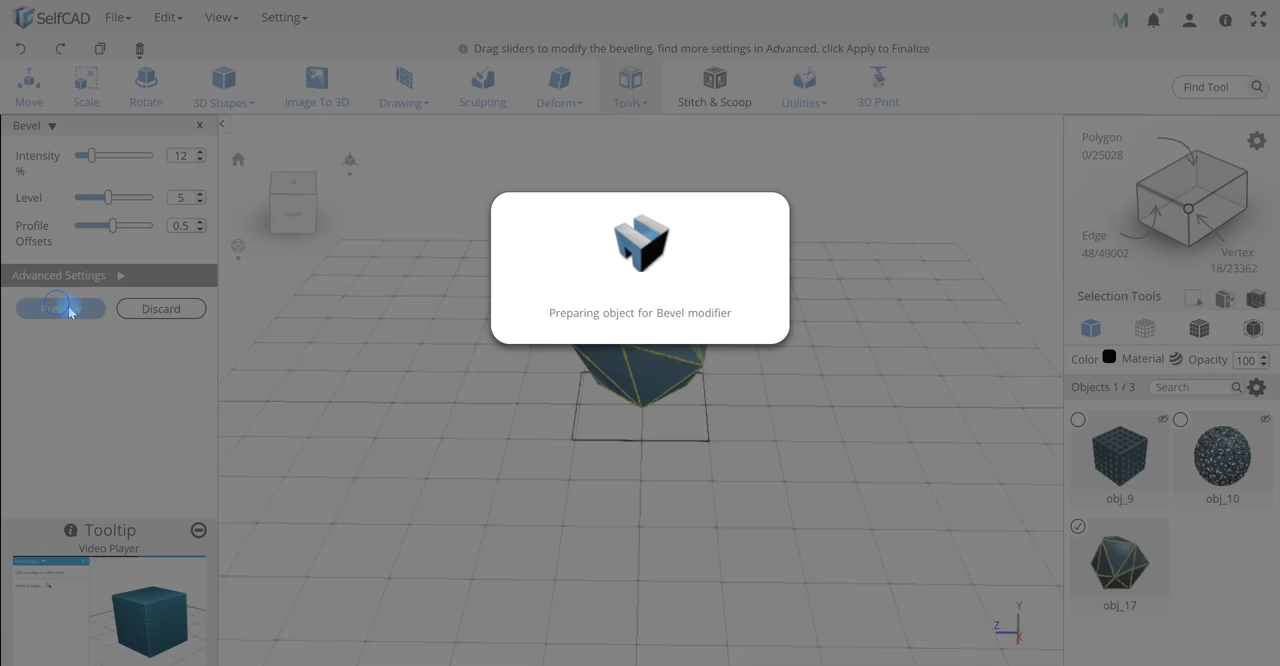 SelfCAD File Edit View Setting
Drag sliders to modify the beveling, find more settings in Advanced, click Apply to Finalize
Move Scale Rotate 3D Shapes Image To 3D Drawing Sculpting Deform Tools Stitch & Scoop Utilities 3D Print Find Tool
Bevel x
Intensity % 12
Level 5
Profile Offsets 0.5
Advanced Settings
Discard
Tooltip
Video Player
Preparing object for Bevel modifier
Polygon
0/25028
Edge
48/49002
Vertex
18/23362
Selection Tools
Color Material Opacity 100
Objects 1 / 3 Search
obj_9 obj_10
obj_17
Y
Z